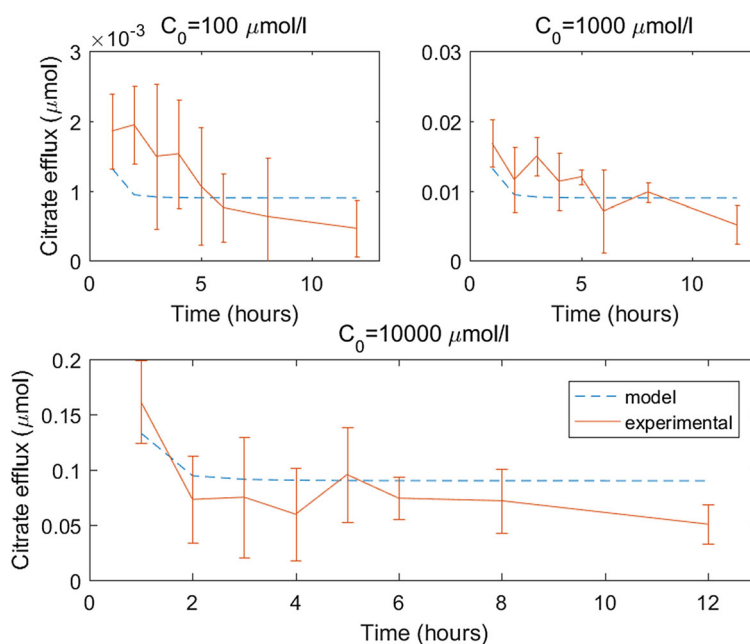 C₀=100 μmol/l
× 10⁻³
3
2
1
0
0
5
10
Citrate efflux (μmol)
Time (hours)
C₀=1000 μmol/l
0.03
0.02
0.01
0
0
5
10
Time (hours)
C₀=10000 μmol/l
0.2
0.15
0.1
0.05
0
0
2
4
6
8
10
12
Citrate efflux (μmol)
Time (hours)
model
experimental